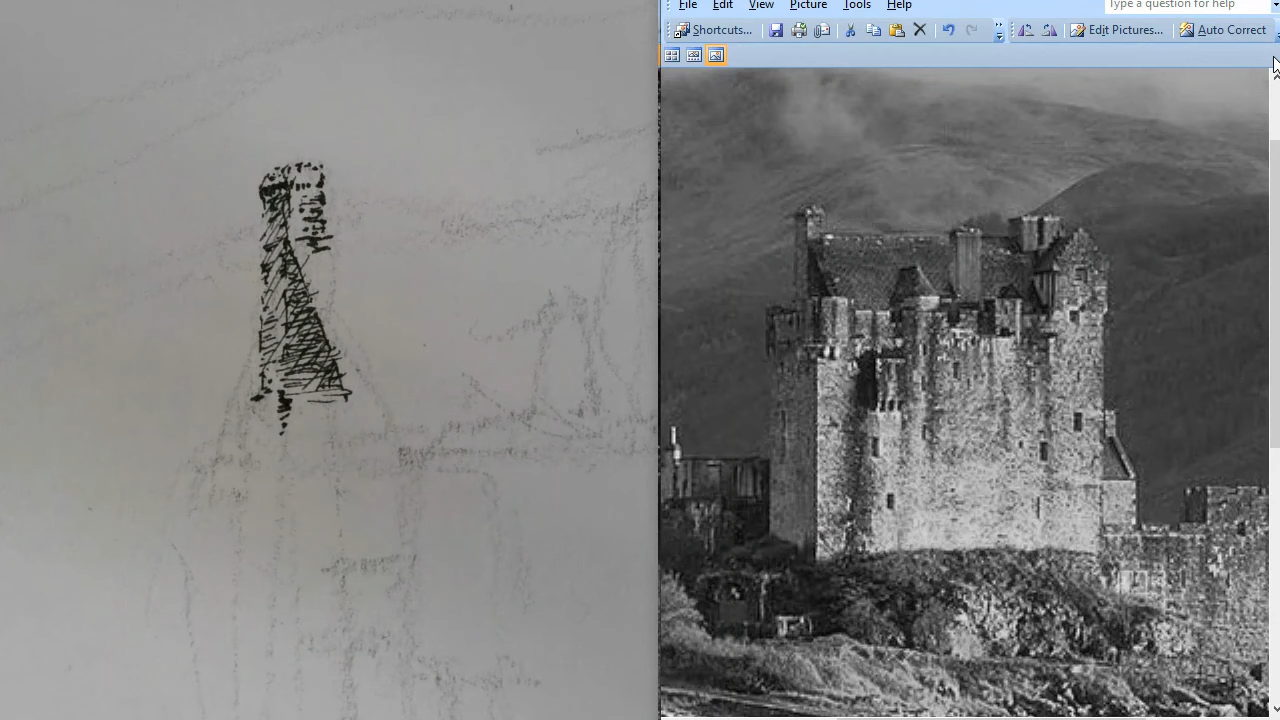 File Edit View Picture Tools Help
Type a question for help
Shortcuts... Edit Pictures... Auto Correct